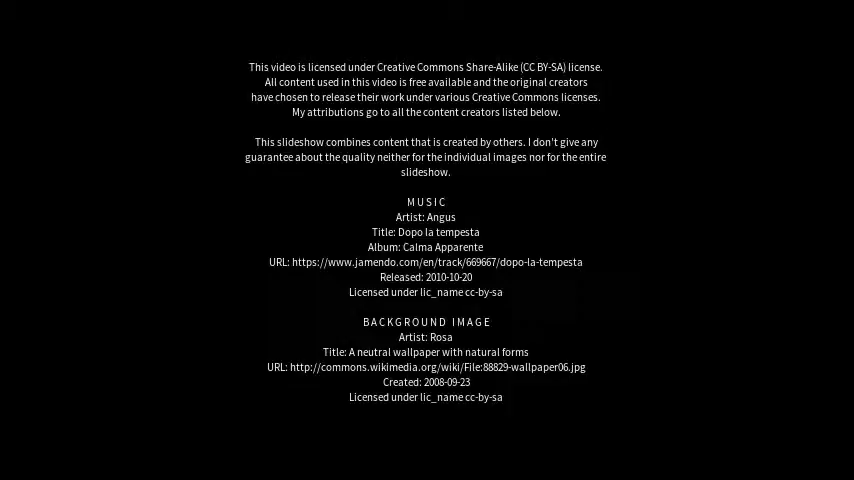 This video is licensed under Creative Commons Share-Alike (CC BY-SA) license.
All content used in this video is free available and the original creators
have chosen to release their work under various Creative Commons licenses.
My attributions go to all the content creators listed below.
This slideshow combines content that is created by others. I don't give any
guarantee about the quality neither for the individual images nor for the entire
slideshow.
MUSIC
Artist: Angus
Title: Dopo la tempesta
Album: Calma Apparente
URL: https://www.jamendo.com/en/track/669667/dopo-la-tempesta
Released: 2010-10-20
Licensed under lic_name cc-by-sa
BACKGROUND IMAGE
Artist: Rosa
Title: A neutral wallpaper with natural forms
URL: http://commons.wikimedia.org/wiki/File:88829-wallpaper06.jpg
Created: 2008-09-23
Licensed under lic_name cc-by-sa